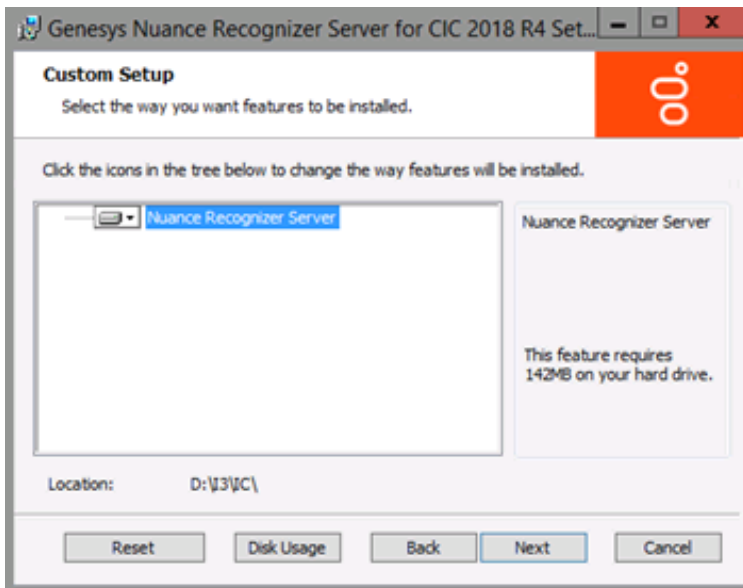 Genesys Nuance Recognizer Server for CIC 2018 R4 Set...
Custom Setup
Select the way you want features to be installed.
Click the icons in the tree below to change the way features will be installed.
Nuance Recognizer Server
Nuance Recognizer Server
This feature requires
142MB on your hard drive.
Location: D:\I3\IC\
Reset Disk Usage Back Next Cancel